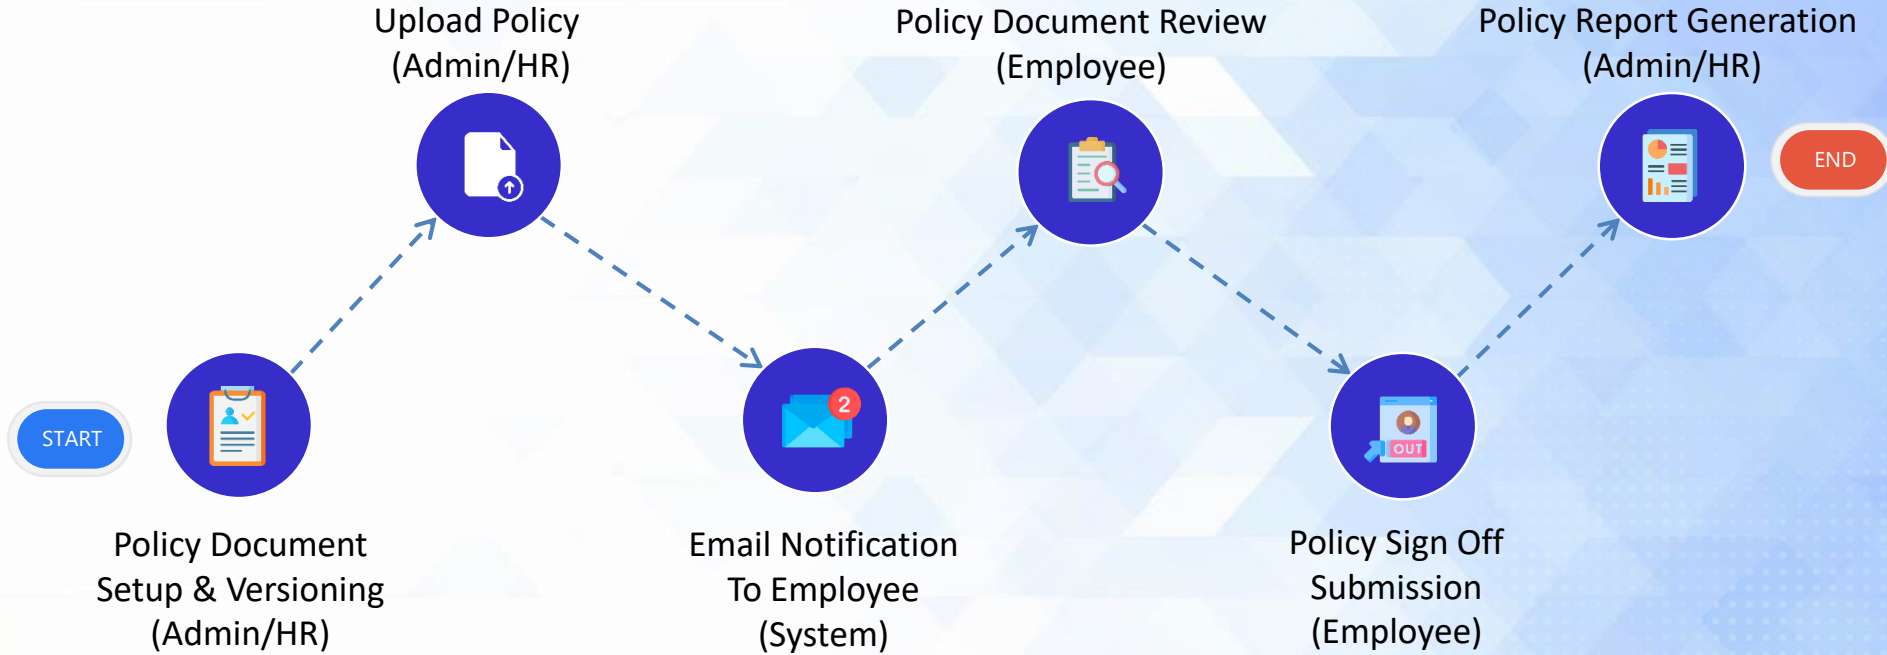 Upload Policy
(Admin/HR)
Policy Document Review
(Employee)
Policy Report Generation
(Admin/HR)
END
START
2
OUT
Policy Document
Setup & Versioning
(Admin/HR)
Email Notification
To Employee
(System)
Policy Sign Off
Submission
(Employee)